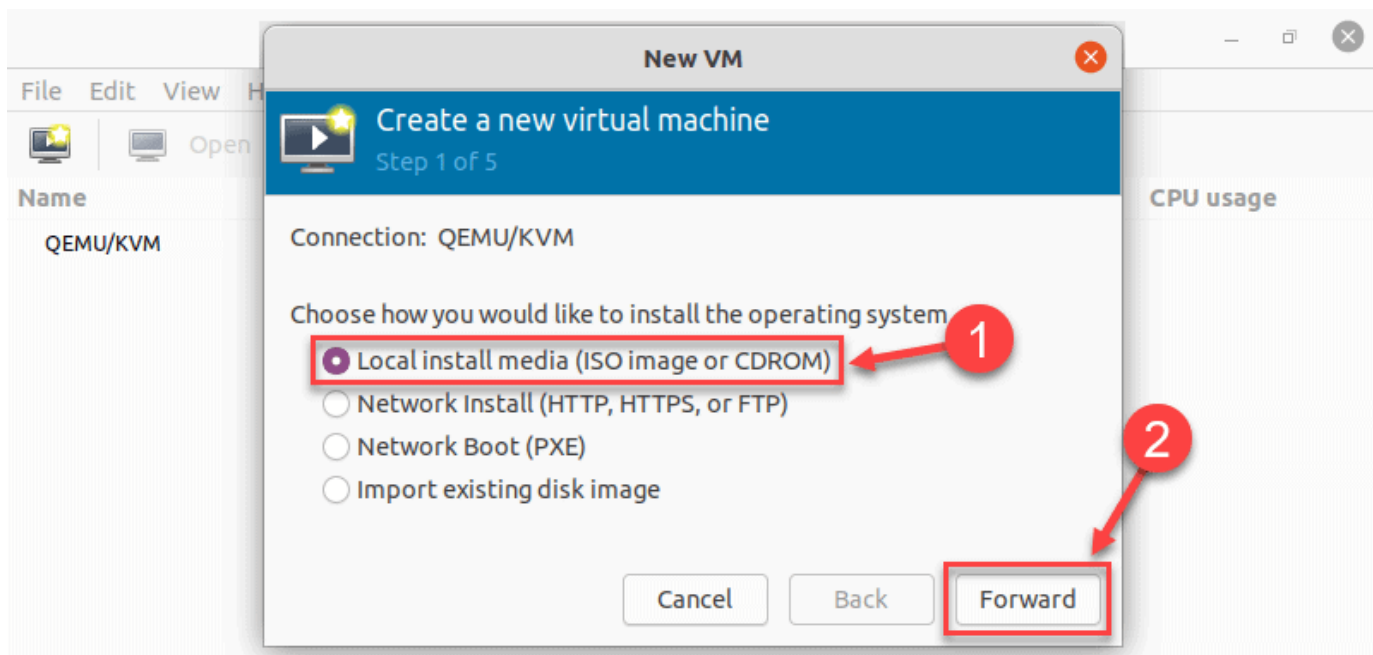 New VM
File Edit View H
Create a new virtual machine
Open
Step 1 of 5
Name
CPU usage
QEMU/KVM
Connection: QEMU/KVM
Choose how you would like to install the operating system
1
Local install media (ISO image or CDROM)
Network Install (HTTP, HTTPS, or FTP)
2
Network Boot (PXE)
Import existing disk image
Cancel Back Forward